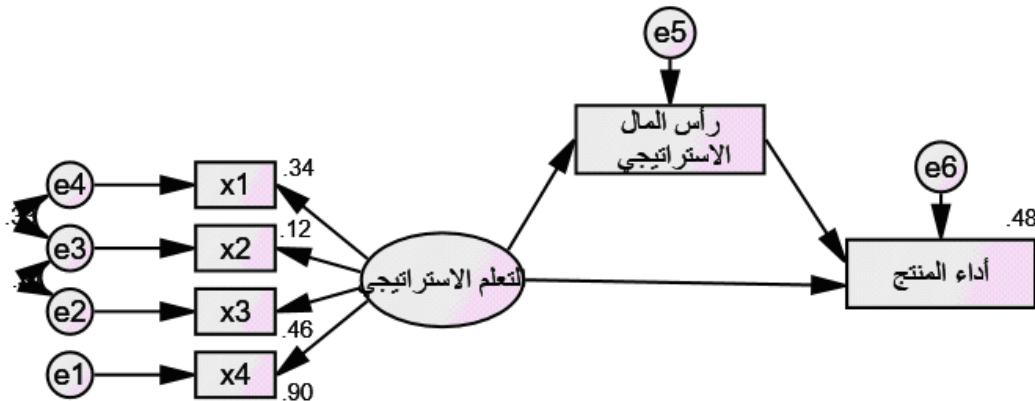 e5
رأس المال
الاستراتيجي
e6
.48
أداء المنتج
التعلم الاستراتيجي
e4
x1
.34
e3
x2
.12
e2
x3
.46
e1
x4
.90